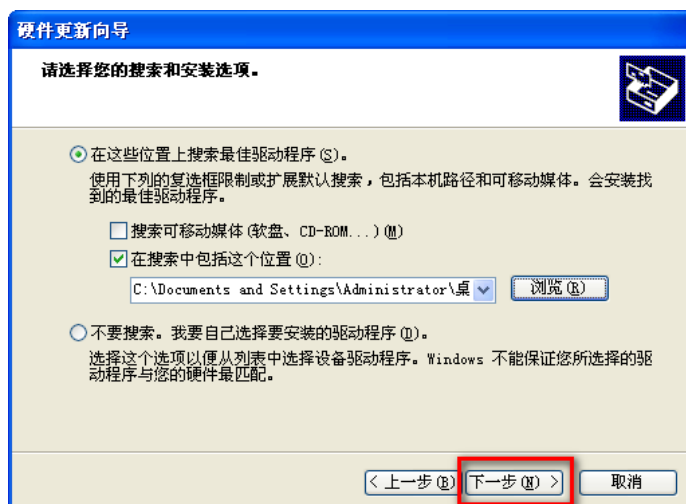 硬件更新向导
请选择您的搜索和安装选项。
在这些位置上搜索最佳驱动程序(S)。
使用下列的复选框限制或扩展默认搜索，包括本机路径和可移动媒体。会安装找
到的最佳驱动程序。
搜索可移动媒体(软盘、CD-ROM...)(M)
在搜索中包括这个位置(O):
C:\Documents and Settings\Administrator\桌
浏览(R)
不要搜索。我要自己选择要安装的驱动程序(D)。
选择这个选项以便从列表中选择设备驱动程序。Windows 不能保证您所选择的驱
动程序与您的硬件最匹配。
< 上一步(B)
下一步(N) >
取消